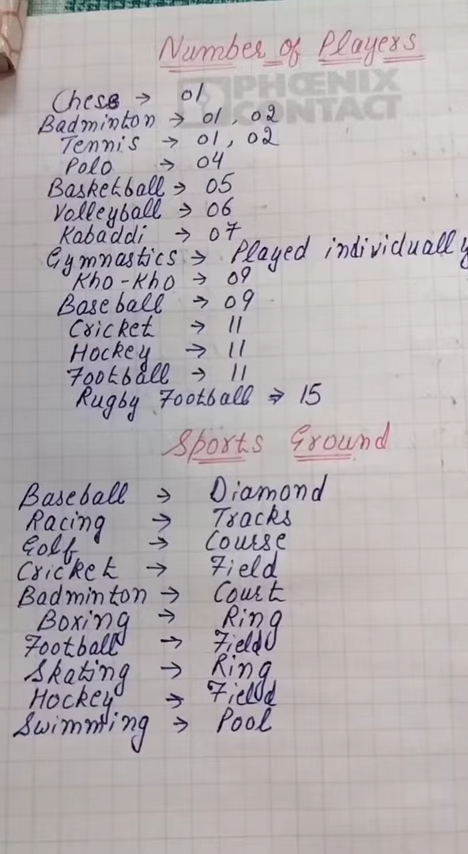 Number of Players
PHŒNIX
CONTACT
Chess → 01
Badminton → 01, 02
Tennis → 01, 02
Polo → 04
Basketball → 05
Volleyball → 06
Kabaddi → 07
Gymnastics → Played individually
Kho-Kho → 09
Baseball → 09
Cricket → 11
Hockey → 11
Football → 11
Rugby Football → 15
Sports Ground
Baseball → Diamond
Racing → Tracks
Golf → Course
Cricket → Field
Badminton → Court
Boxing → Ring
Football → Field
Skating → Ring
Hockey → Field
Swimming → Pool